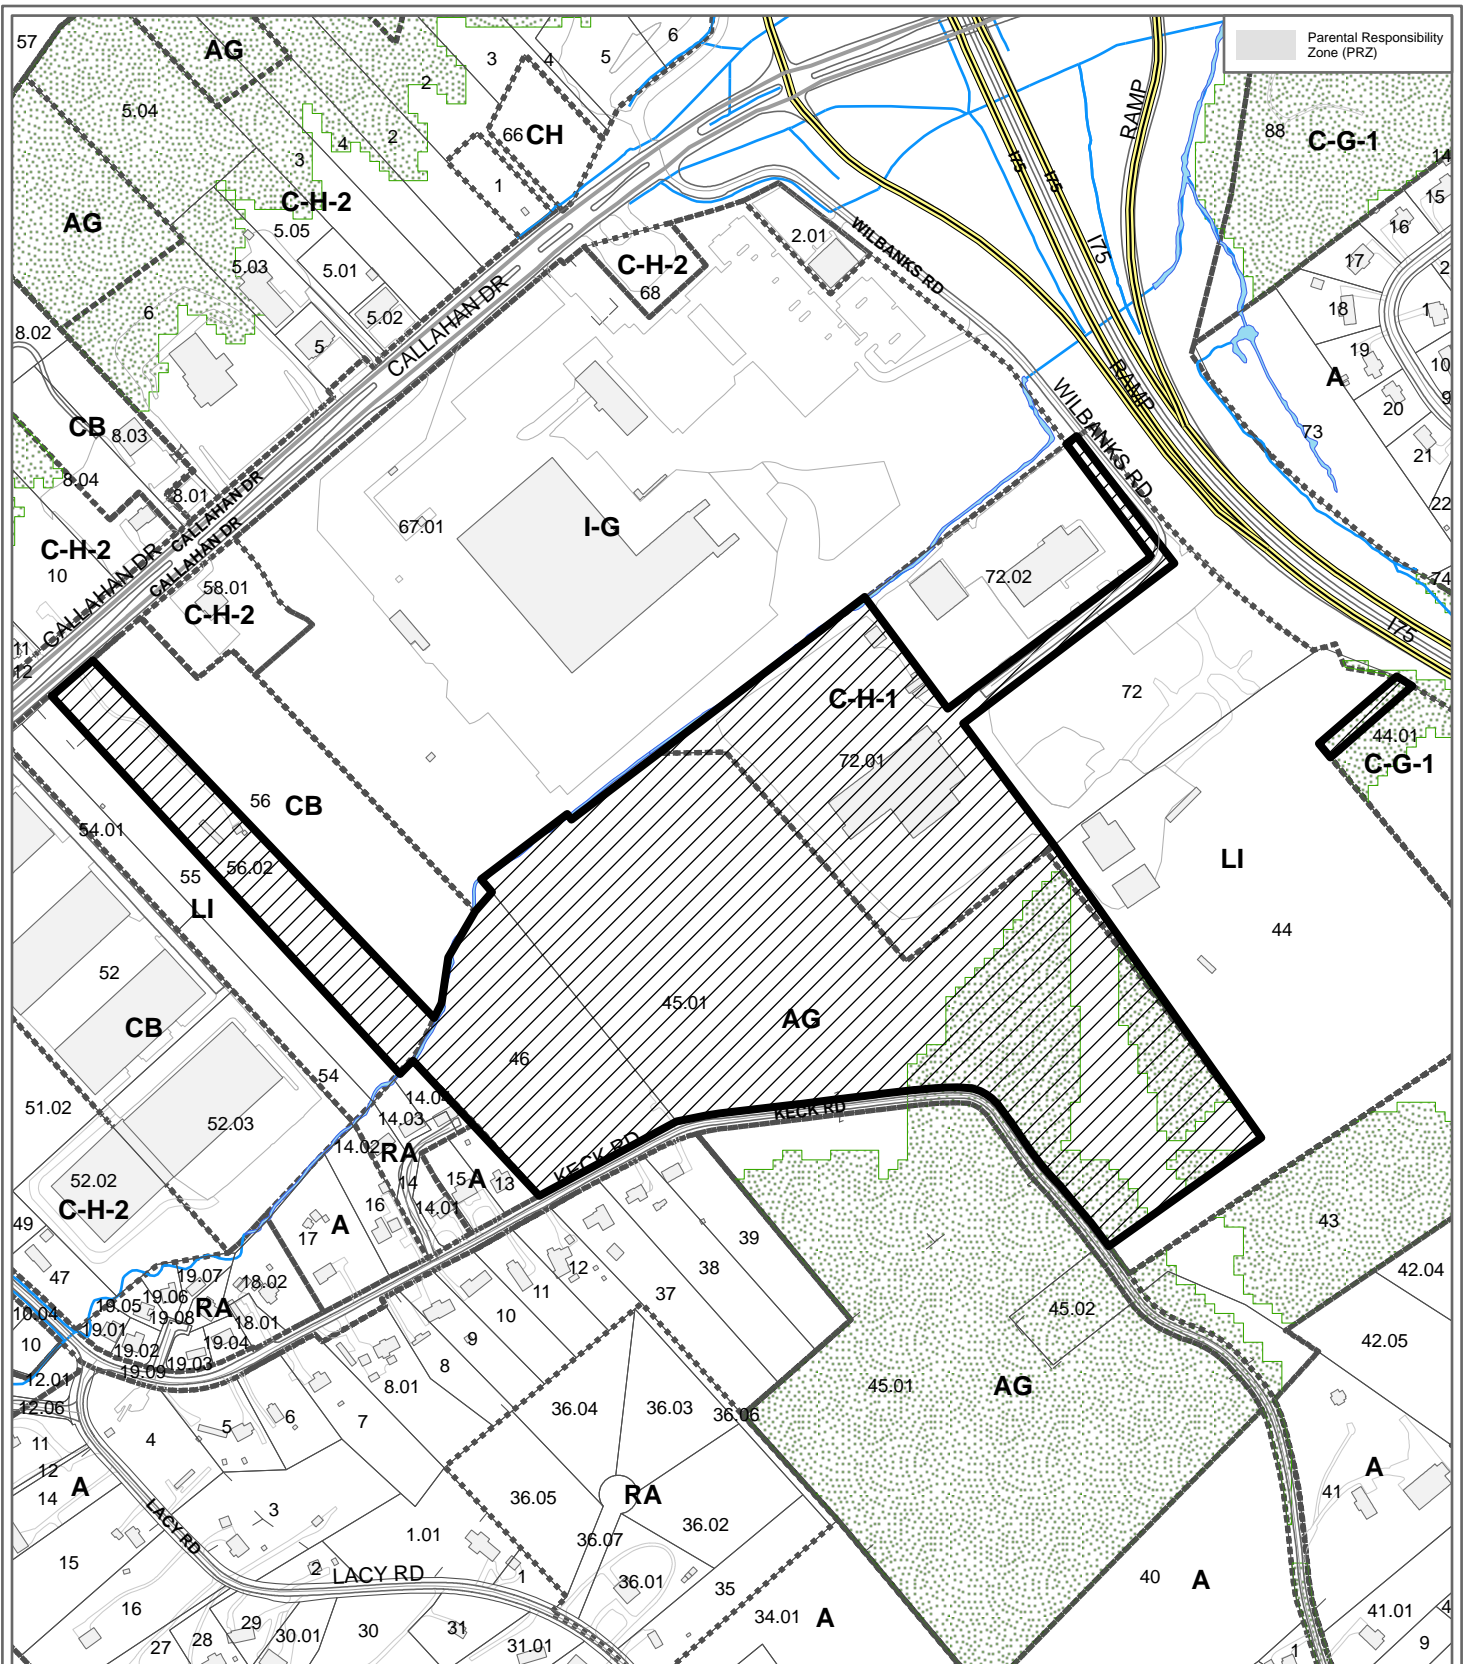 Parental Responsibility
Zone (PRZ)
57
AG
5.04
2
3
4
5
6
66
CH
1
3
4
2
C-H-2
5.05
AG
5.03
5.01
5.02
5
6
8.02
CB
8.03
8.04
8.01
C-H-2
10
CALLAHAN DR
CALLAHAN DR
CALLAHAN DR
CALLAHAN DR
11
12
58.01
C-H-2
C-H-2
68
2.01
WILBANKS RD
WILBANKS RD
RAMP
RAMP
I75
I75
I75
I75
88
C-G-1
14
15
16
17
18
19
20
21
22
2
1
10
9
A
73
74
67.01
I-G
72.02
C-H-1
72.01
72
44.01
C-G-1
LI
44
56
CB
56.02
54.01
55
LI
52
CB
54
51.02
52.03
52.02
C-H-2
45.01
AG
46
KECK RD
KECK RD
14.04
14.03
14.02
RA
14
14.01
15
A
13
16
17
A
49
47
10.04
10
12.01
12.06
19.07
19.06
19.05
19.08
19.01
19.02
19.09
19.03
19.04
RA
18.02
18.01
12
11
10
9
8
8.01
7
6
5
4
3
39
38
37
43
42.04
42.05
45.02
45.01
AG
36.04
36.03
36.06
36.05
RA
36.02
36.07
36.01
35
34.01
A
40
A
A
41
41.01
4
9
1
11
12
14
A
15
16
LACY RD
LACY RD
1.01
2
1
27
28
29
30.01
30
31
31.01